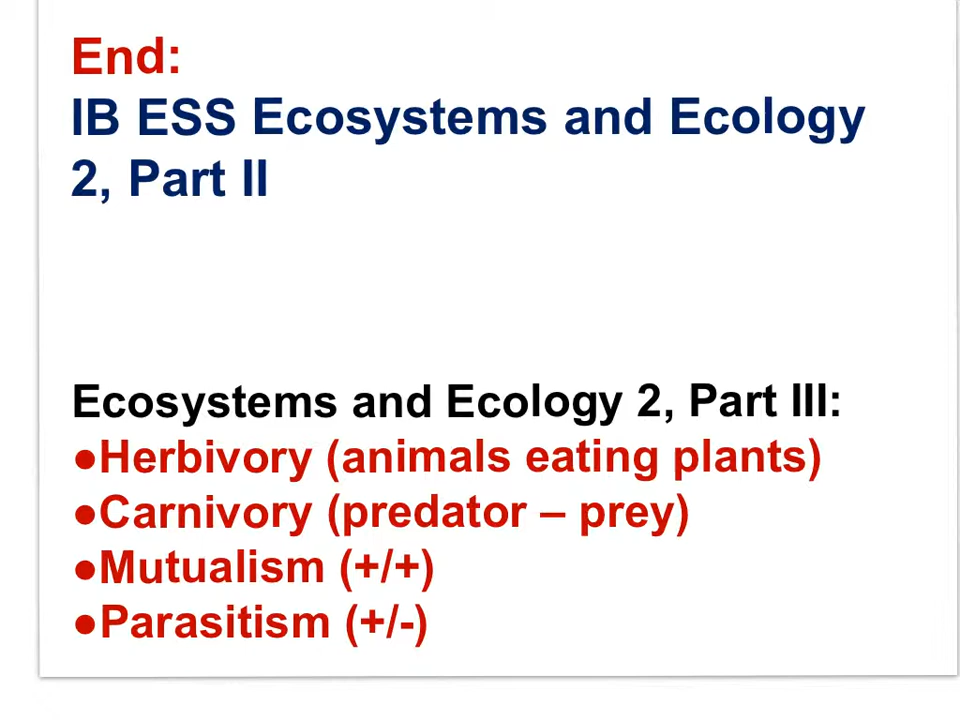 End:
IB ESS Ecosystems and Ecology
2, Part II
Ecosystems and Ecology 2, Part III:
●Herbivory (animals eating plants)
●Carnivory (predator – prey)
●Mutualism (+/+)
●Parasitism (+/-)